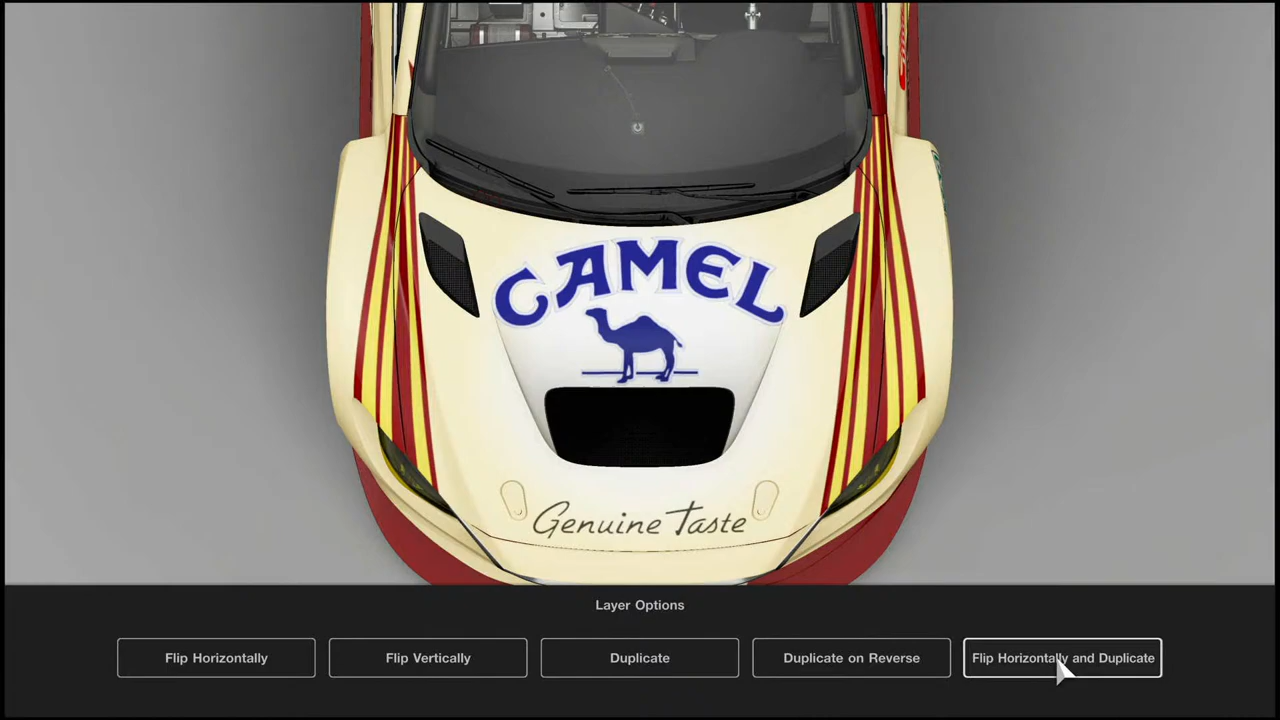 CAMEL
Genuine Taste
Layer Options
Flip Horizontally
Flip Vertically
Duplicate
Duplicate on Reverse
Flip Horizontally and Duplicate